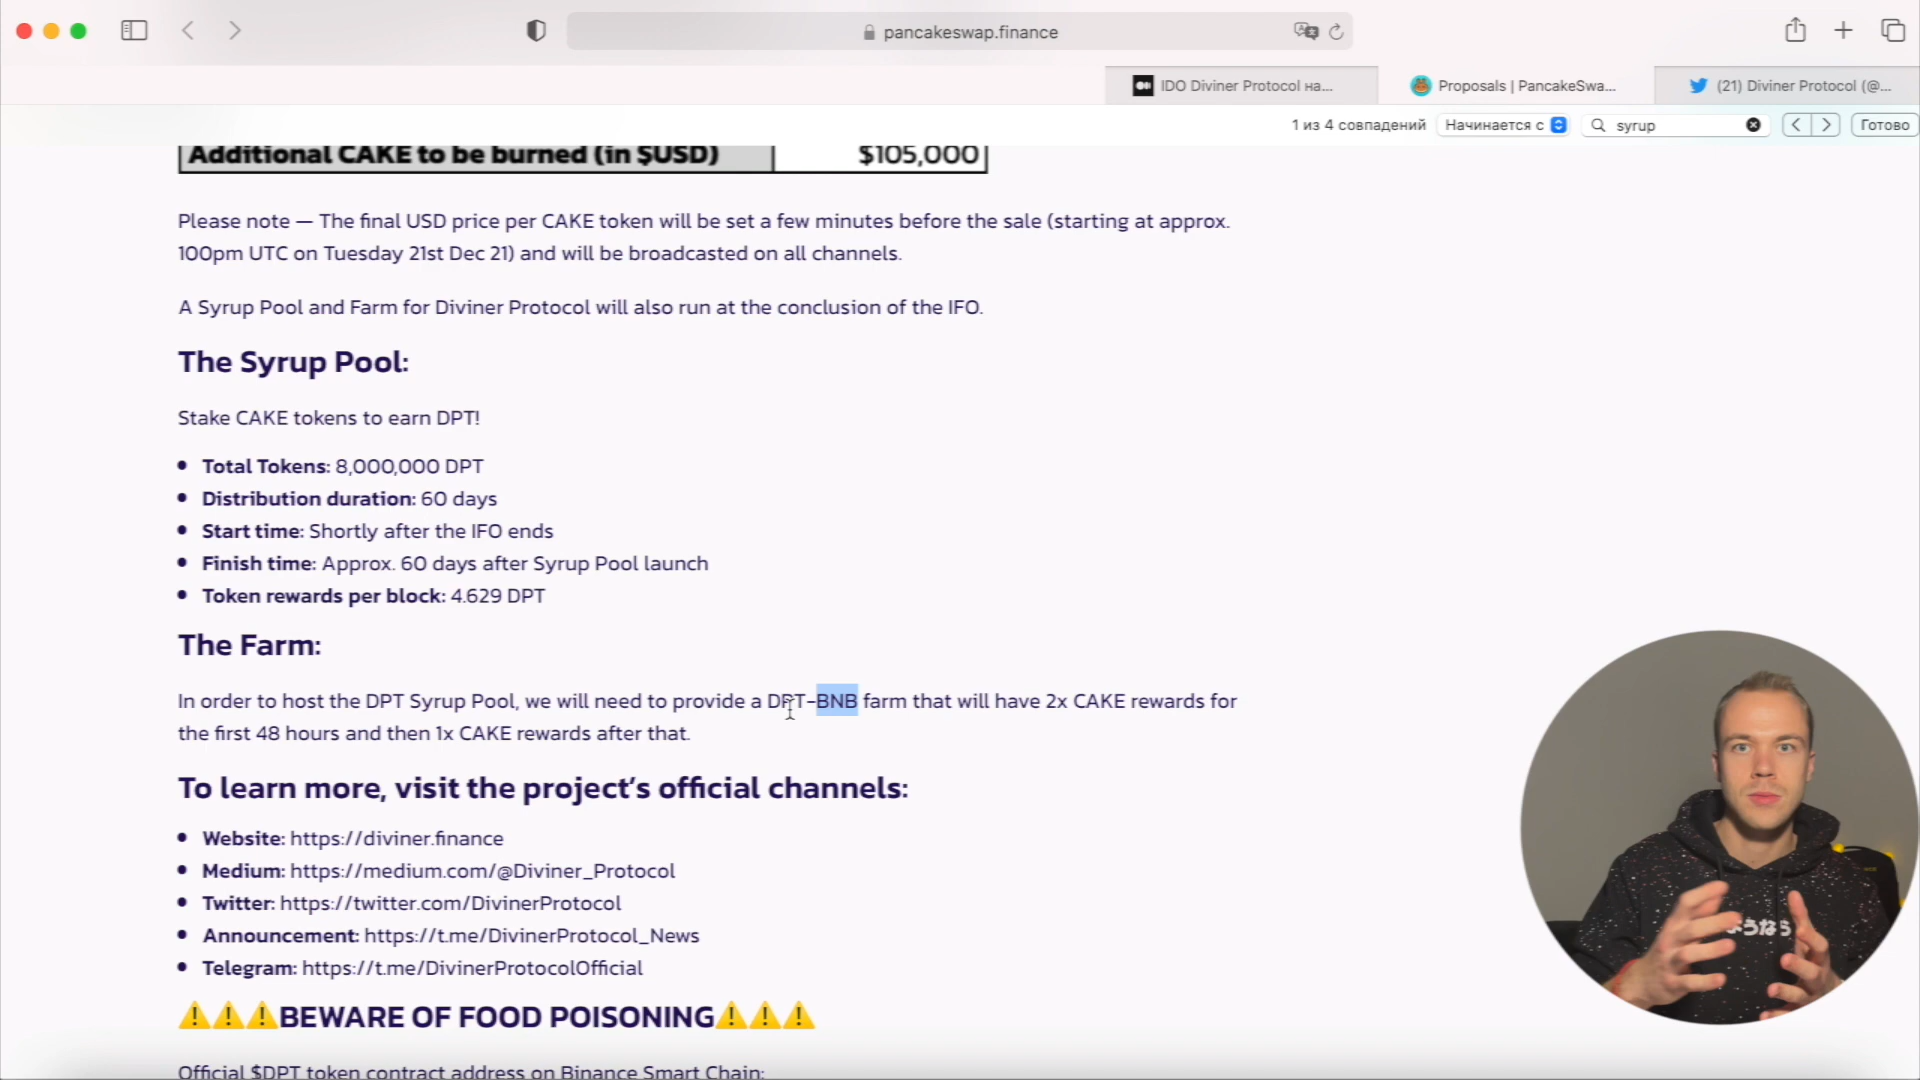 pancakeswap.finance
IDO Diviner Protocol на...
Proposals | PancakeSwa...
(21) Diviner Protocol (@...
1 из 4 совпадений
Начинается с
syrup
Готово
Additional CAKE to be burned (in $USD) $105,000
Please note — The final USD price per CAKE token will be set a few minutes before the sale (starting at approx.
100pm UTC on Tuesday 21st Dec 21) and will be broadcasted on all channels.
A Syrup Pool and Farm for Diviner Protocol will also run at the conclusion of the IFO.
The Syrup Pool:
Stake CAKE tokens to earn DPT!
• Total Tokens: 8,000,000 DPT
• Distribution duration: 60 days
• Start time: Shortly after the IFO ends
• Finish time: Approx. 60 days after Syrup Pool launch
• Token rewards per block: 4.629 DPT
The Farm:
In order to host the DPT Syrup Pool, we will need to provide a DPT-BNB farm that will have 2x CAKE rewards for
the first 48 hours and then 1x CAKE rewards after that.
To learn more, visit the project's official channels:
• Website: https://diviner.finance
• Medium: https://medium.com/@Diviner_Protocol
• Twitter: https://twitter.com/DivinerProtocol
• Announcement: https://t.me/DivinerProtocol_News
• Telegram: https://t.me/DivinerProtocolOfficial
⚠️⚠️⚠️BEWARE OF FOOD POISONING⚠️⚠️⚠️
Official $DPT token contract address on Binance Smart Chain:
ようなら